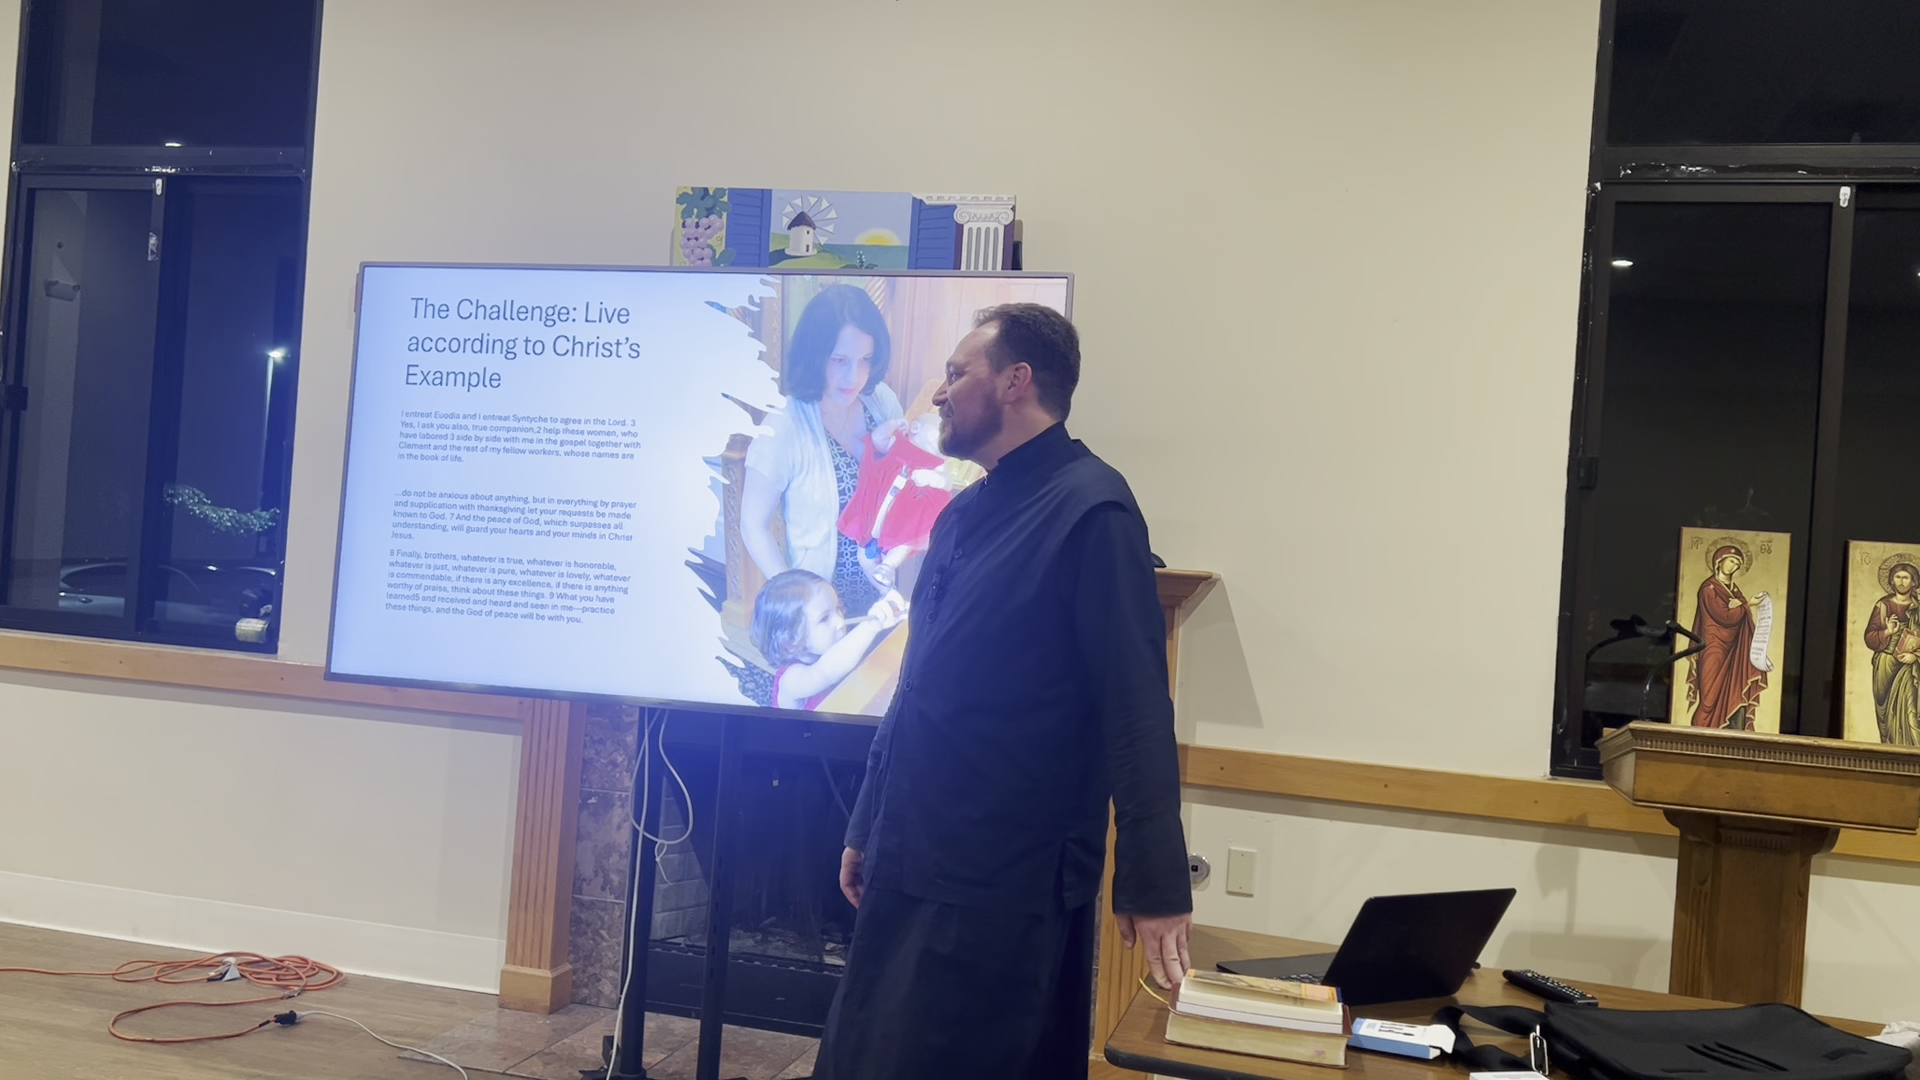 The Challenge: Live
according to Christ's
Example
I entreat Euodia and I entreat Syntyche to agree in the Lord. 3
Yes, I ask you also, true companion,2 help these women, who
have labored 3 side by side with me in the gospel together with
Clement and the rest of my fellow workers, whose names are
in the book of life.
...do not be anxious about anything, but in everything by prayer
and supplication with thanksgiving let your requests be made
known to God. 7 And the peace of God, which surpasses all
understanding, will guard your hearts and your minds in Christ
Jesus.
8 Finally, brothers, whatever is true, whatever is honorable,
whatever is just, whatever is pure, whatever is lovely, whatever
is commendable, if there is any excellence, if there is anything
worthy of praise, think about these things. 9 What you have
learned5 and received and heard and seen in me—practice
these things, and the God of peace will be with you.